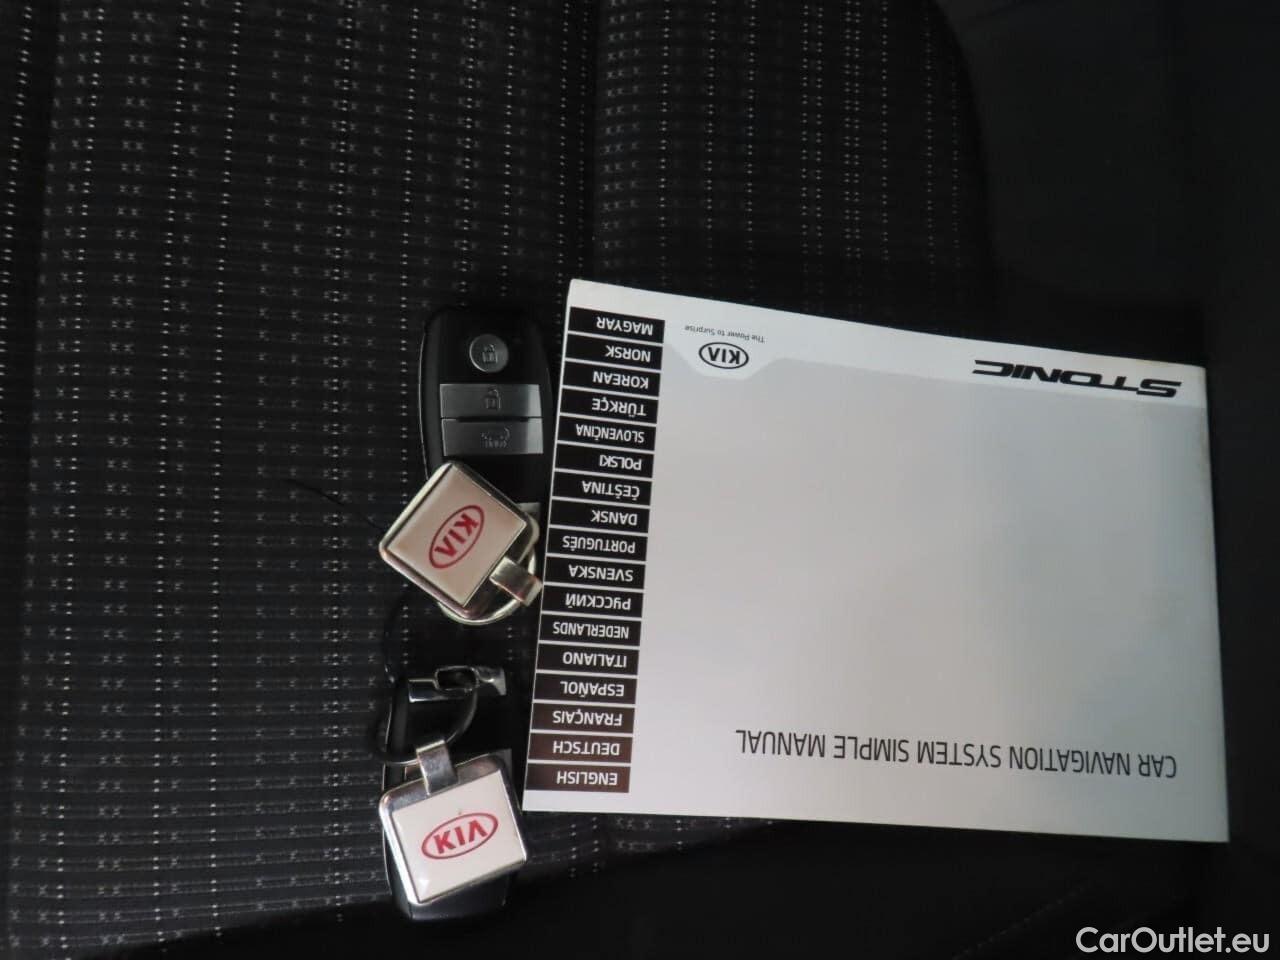 CAR NAVIGATION SYSTEM SIMPLE MANUAL
ENGLISH
DEUTSCH
FRANÇAIS
ESPAÑOL
ITALIANO
NEDERLANDS
РУССКИЙ
SVENSKA
PORTUGUÊS
DANSK
ČEŠTINA
POLSKI
SLOVENČINA
TÜRKÇE
KOREAN
NORSK
MAGYAR
STONIC
KIA
The Power to Surprise
KIA
KIA
CarOutlet.eu